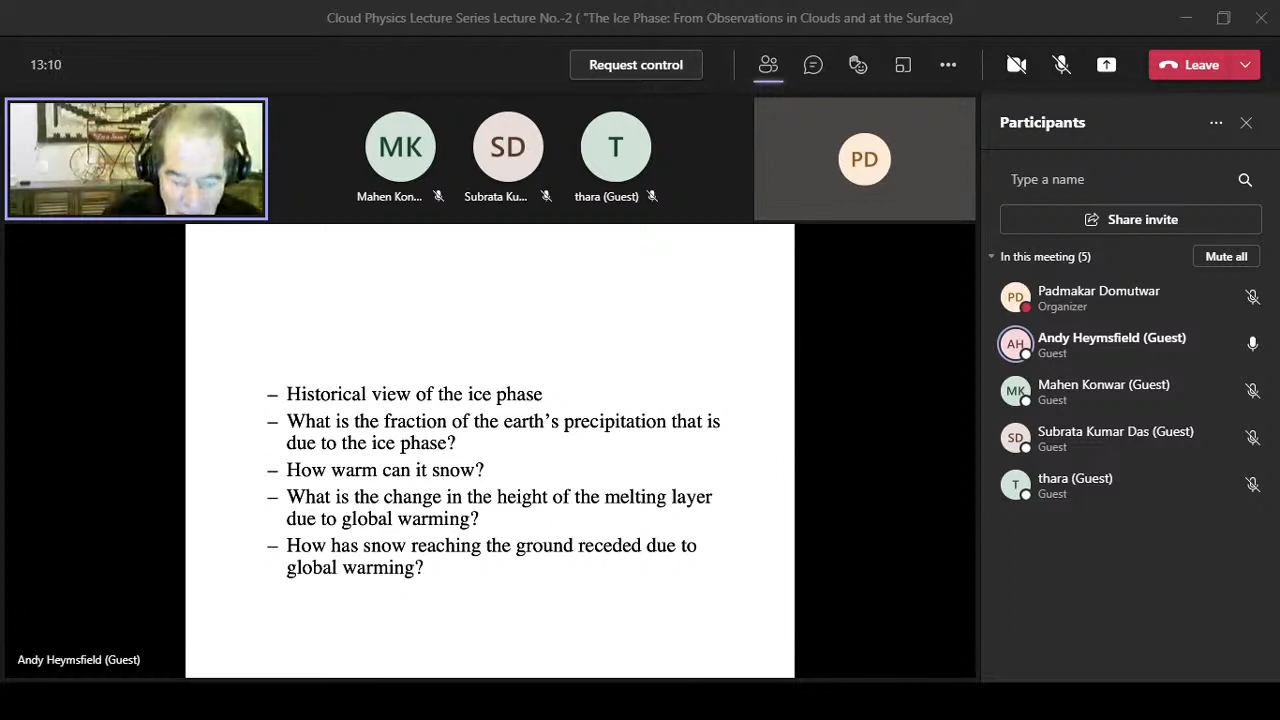 Cloud Physics Lecture Series Lecture No.-2 ( "The Ice Phase: From Observations in Clouds and at the Surface)
13:10
Request control
Leave
MK
SD
T
PD
Mahen Kon...
Subrata Ku...
thara (Guest)
– Historical view of the ice phase
– What is the fraction of the earth's precipitation that is
due to the ice phase?
– How warm can it snow?
– What is the change in the height of the melting layer
due to global warming?
– How has snow reaching the ground receded due to
global warming?
Andy Heymsfield (Guest)
Participants
Type a name
Share invite
In this meeting (5)
Mute all
PD
Padmakar Domutwar
Organizer
AH
Andy Heymsfield (Guest)
Guest
MK
Mahen Konwar (Guest)
Guest
SD
Subrata Kumar Das (Guest)
Guest
T
thara (Guest)
Guest